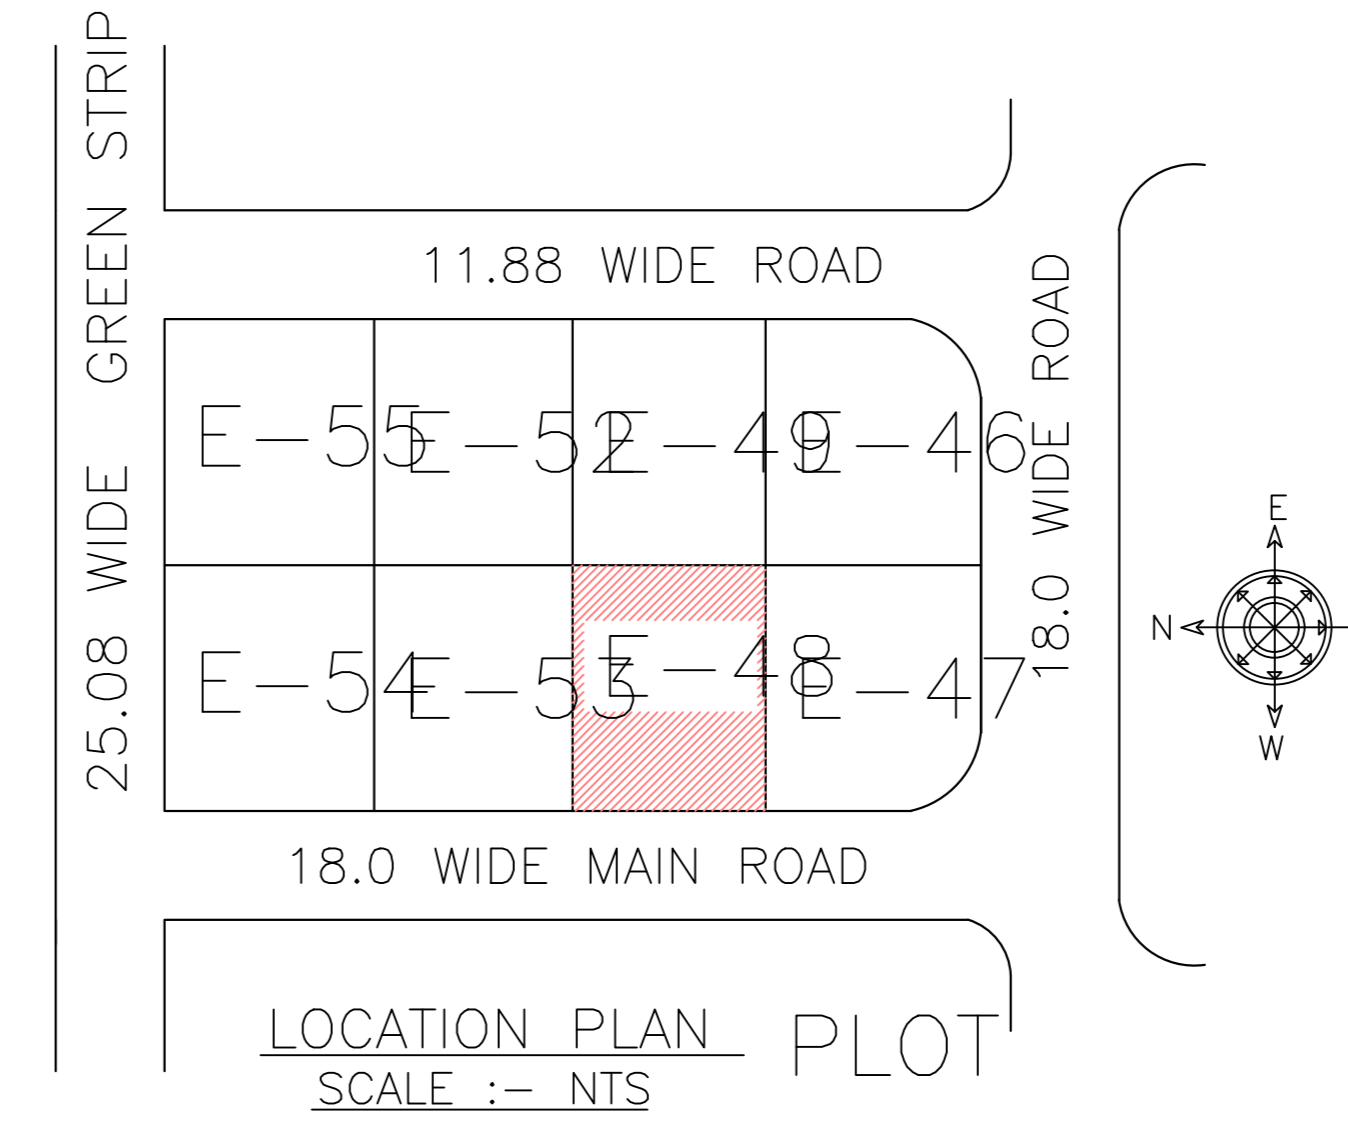 25.08 WIDE GREEN STRIP
11.88 WIDE ROAD
18.0 WIDE ROAD
E-55
E-52
E-49
E-46
E-54
E-53
E-48
E-47
E
N
W
18.0 WIDE MAIN ROAD
LOCATION PLAN
SCALE :- NTS
PLOT